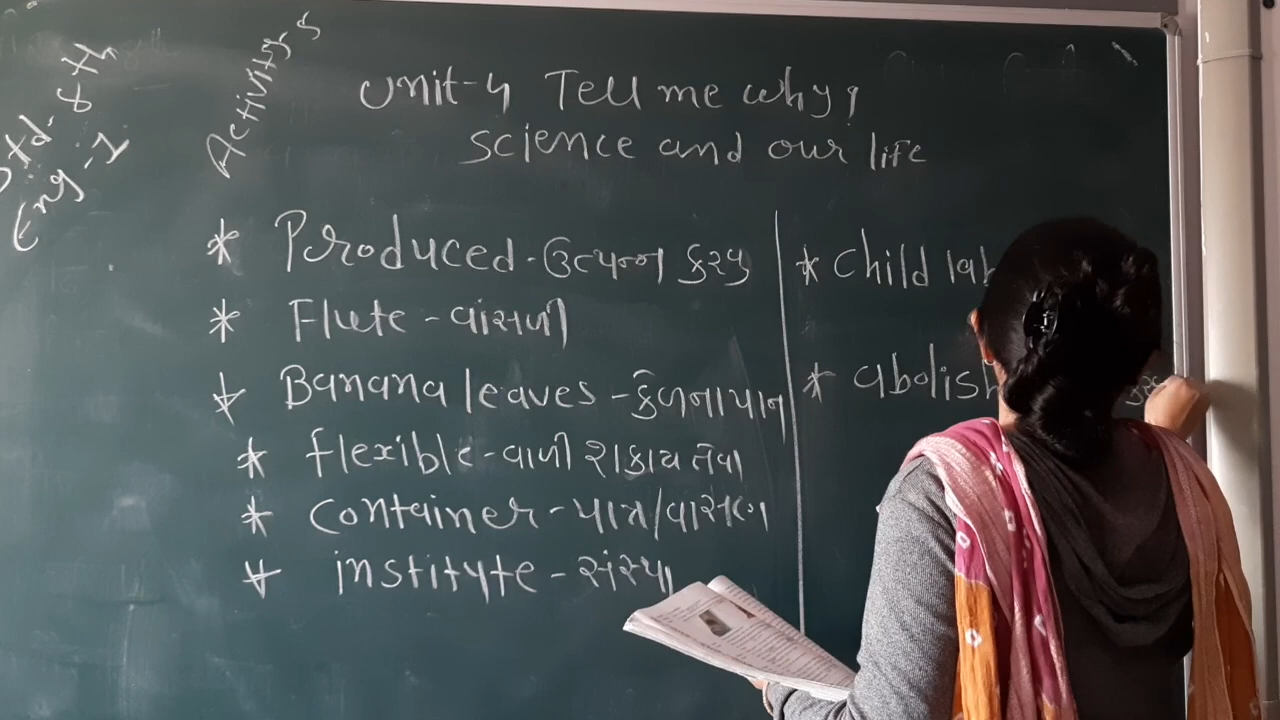 Std. 8th
Eng-1
Activity-5
Unit-4 Tell me why?
science and our life
* Produced - ઉત્પન્ન કરવુ
* Flute - વાંસળી
* Banana leaves - કેળનાં પાન
* flexible - વાળી શકાય તેવા
* container - પાત્ર/વાસણ
* institute - સંસ્થા
* child lab
* abolish